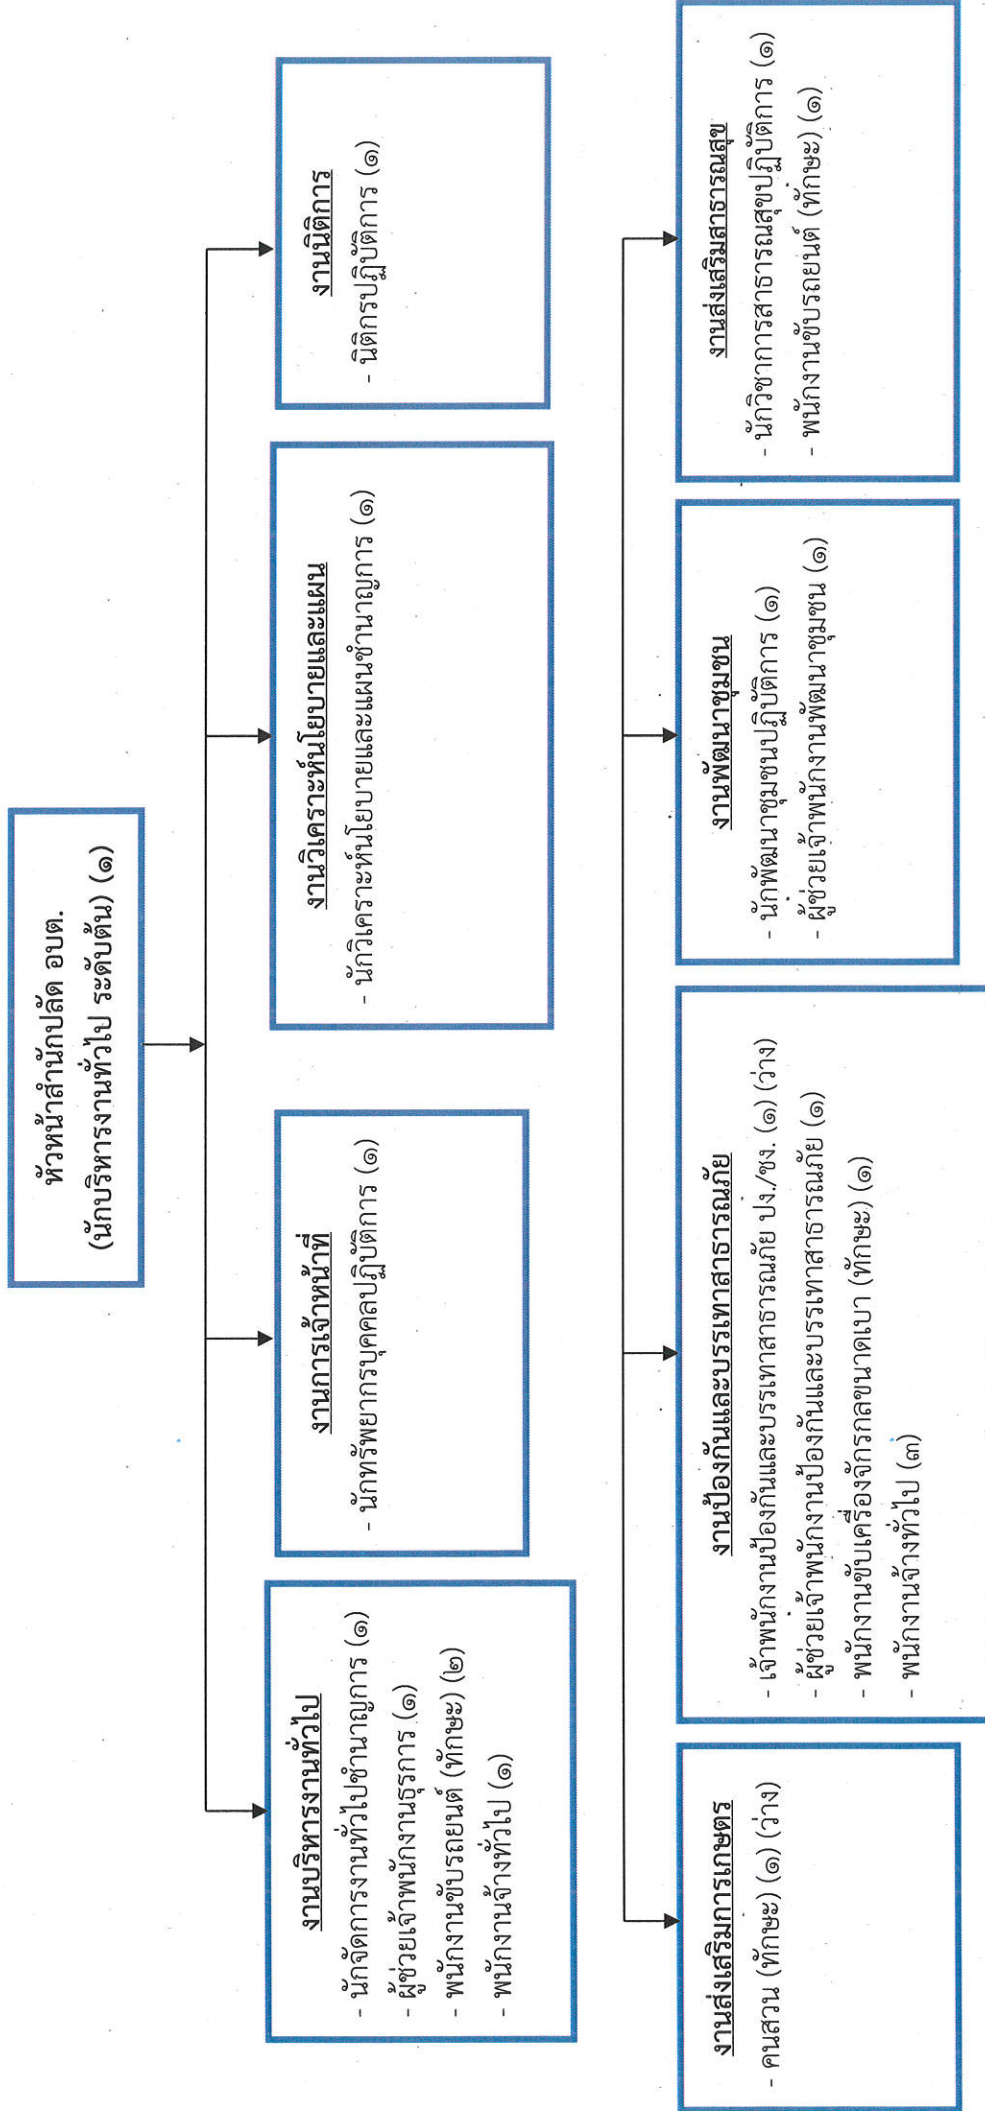 หัวหน้าสำนักปลัด อบต.
(นักบริหารงานทั่วไป ระดับต้น) (๑)
งานบริหารงานทั่วไป
- นักจัดการงานทั่วไปชำนาญการ (๑)
- ผู้ช่วยเจ้าพนักงานธุรการ (๑)
- พนักงานขับรถยนต์ (ทักษะ) (๒)
- พนักงานจ้างทั่วไป (๑)
งานการเจ้าหน้าที่
- นักทรัพยากรบุคคลปฏิบัติการ (๑)
งานวิเคราะห์นโยบายและแผน
- นักวิเคราะห์นโยบายและแผนชำนาญการ (๑)
งานนิติการ
- นิติกรปฏิบัติการ (๑)
งานส่งเสริมการเกษตร
- คนสวน (ทักษะ) (๑) (ว่าง)
งานป้องกันและบรรเทาสาธารณภัย
- เจ้าพนักงานป้องกันและบรรเทาสาธารณภัย ปง./ชง. (๑) (ว่าง)
- ผู้ช่วยเจ้าพนักงานป้องกันและบรรเทาสาธารณภัย (๑)
- พนักงานขับเครื่องจักรกลขนาดเบา (ทักษะ) (๑)
- พนักงานจ้างทั่วไป (๓)
งานพัฒนาชุมชน
- นักพัฒนาชุมชนปฏิบัติการ (๑)
- ผู้ช่วยเจ้าพนักงานพัฒนาชุมชน (๑)
งานส่งเสริมสาธารณสุข
- นักวิชาการสาธารณสุขปฏิบัติการ (๑)
- พนักงานขับรถยนต์ (ทักษะ) (๑)